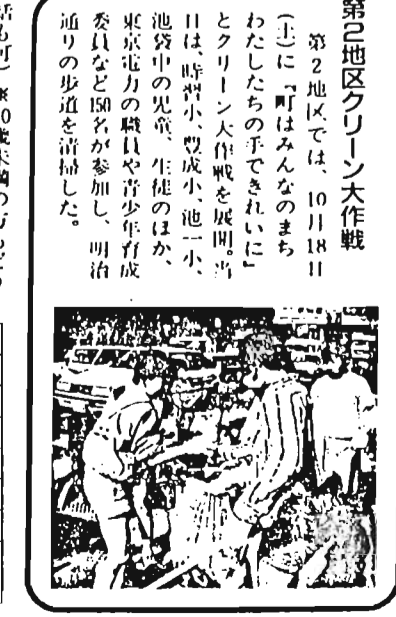 第2地区クリーン大作戦
第2地区では、10月18日
(土)に『町はみんなのまち
わたしたちの手できれいに』
とクリーン大作戦を展開。当
日は、時習小、豊成小、池一小、
池袋中の児童、生徒のほか、
東京電力の職員や青少年育成
委員など150名が参加し、明治
通りの歩道を清掃した。